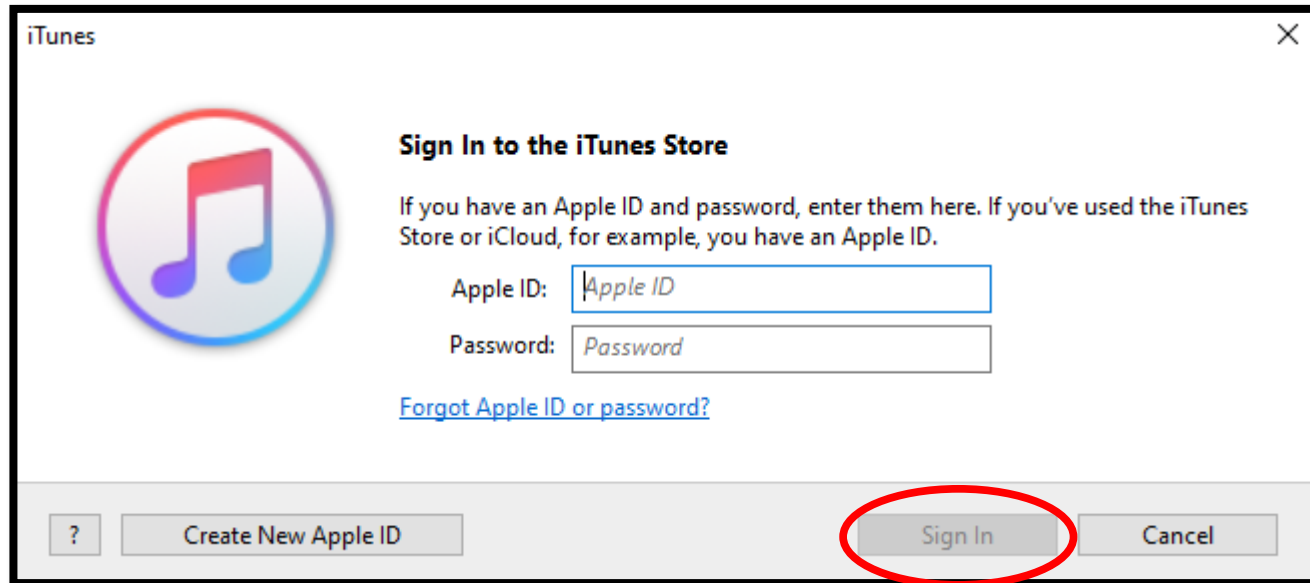 iTunes
Sign In to the iTunes Store
If you have an Apple ID and password, enter them here. If you've used the iTunes
Store or iCloud, for example, you have an Apple ID.
Apple ID: Apple ID
Password: Password
Forgot Apple ID or password?
? Create New Apple ID Sign In Cancel